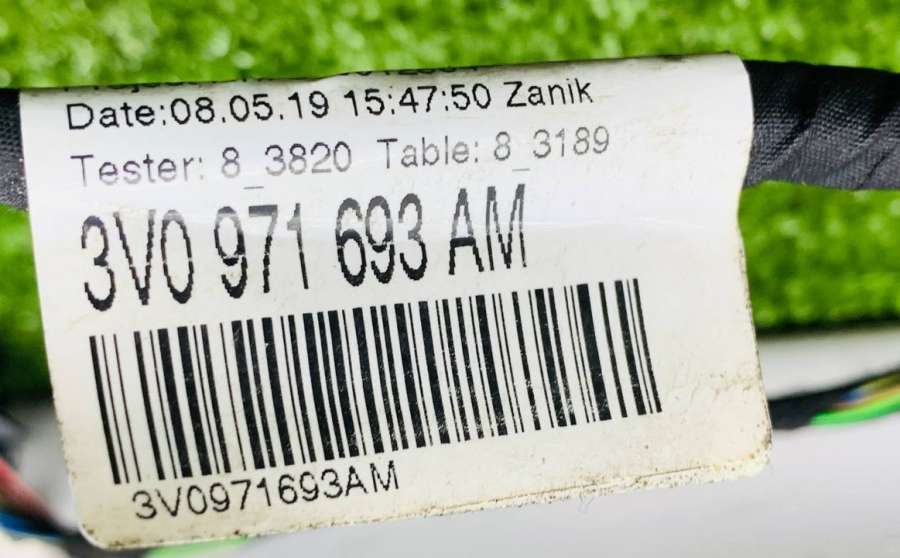 Date:08.05.19 15:47:50 Zanik
Tester: 8_3820 Table: 8_3189
3V0 971 693 AM
3V0971693AM